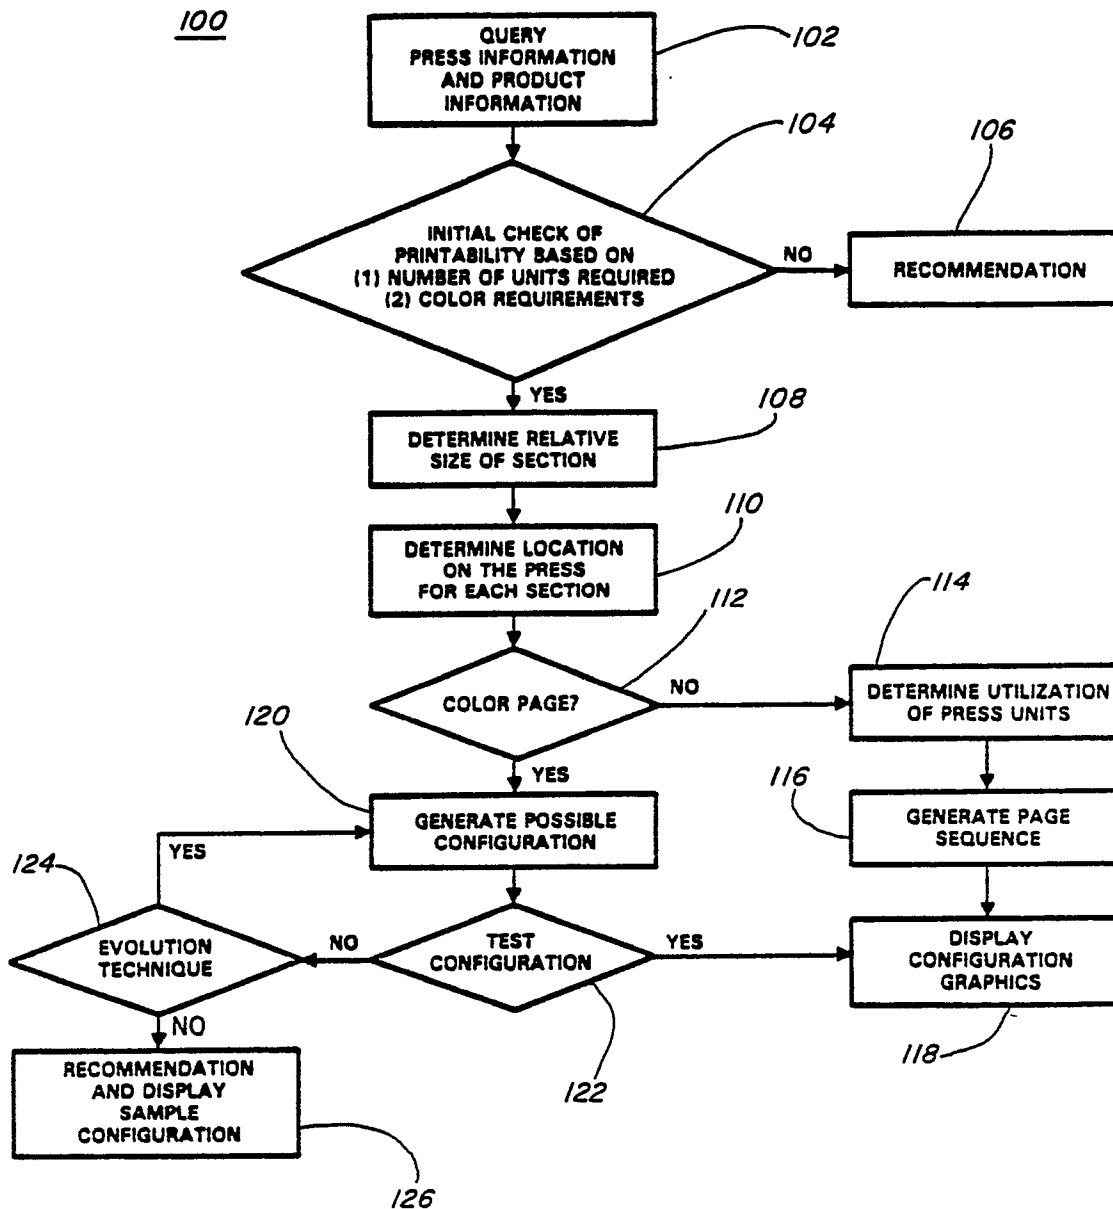 100
QUERY
PRESS INFORMATION
AND PRODUCT
INFORMATION
102
104
106
INITIAL CHECK OF
PRINTABILITY BASED ON
(1) NUMBER OF UNITS REQUIRED
(2) COLOR REQUIREMENTS
NO
RECOMMENDATION
YES
108
DETERMINE RELATIVE
SIZE OF SECTION
110
DETERMINE LOCATION
ON THE PRESS
FOR EACH SECTION
112
114
COLOR PAGE?
NO
DETERMINE UTILIZATION
OF PRESS UNITS
120
YES
116
GENERATE POSSIBLE
CONFIGURATION
GENERATE PAGE
SEQUENCE
YES
124
EVOLUTION
TECHNIQUE
NO
TEST
CONFIGURATION
YES
DISPLAY
CONFIGURATION
GRAPHICS
NO
118
122
RECOMMENDATION
AND DISPLAY
SAMPLE
CONFIGURATION
126